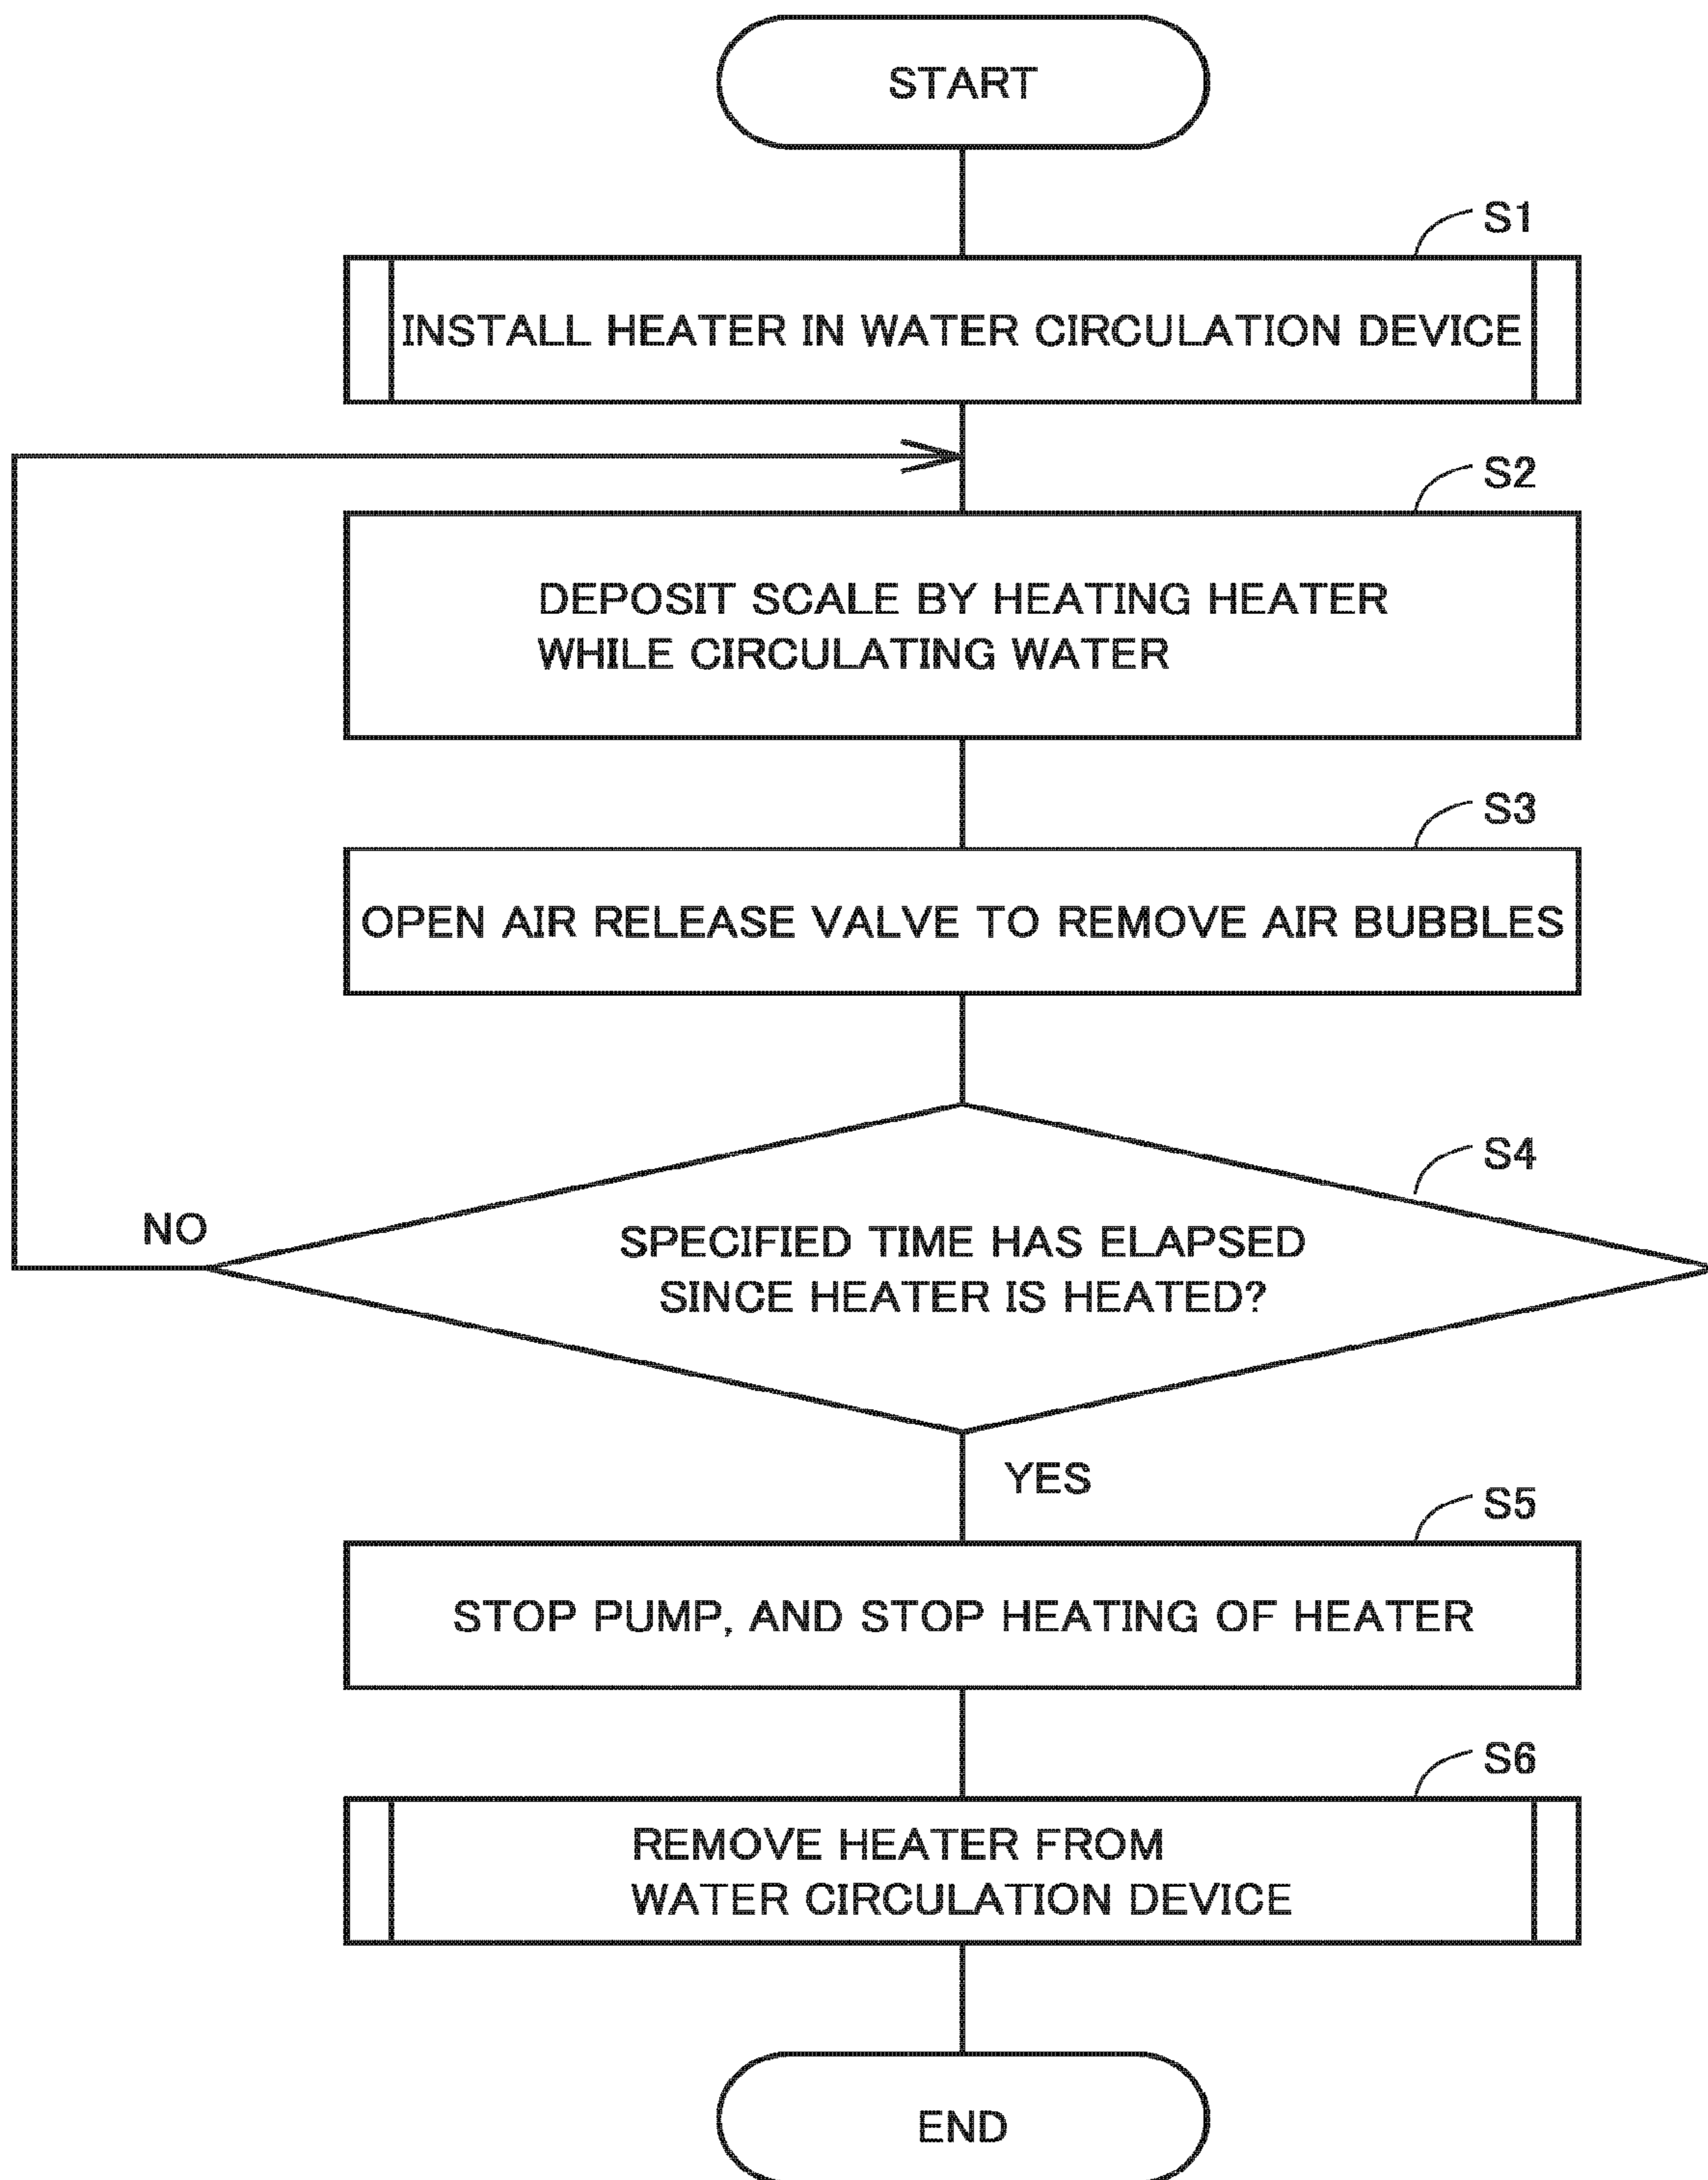 START
S1
INSTALL HEATER IN WATER CIRCULATION DEVICE
S2
DEPOSIT SCALE BY HEATING HEATER
WHILE CIRCULATING WATER
S3
OPEN AIR RELEASE VALVE TO REMOVE AIR BUBBLES
S4
NO
SPECIFIED TIME HAS ELAPSED
SINCE HEATER IS HEATED?
YES
S5
STOP PUMP, AND STOP HEATING OF HEATER
S6
REMOVE HEATER FROM
WATER CIRCULATION DEVICE
END